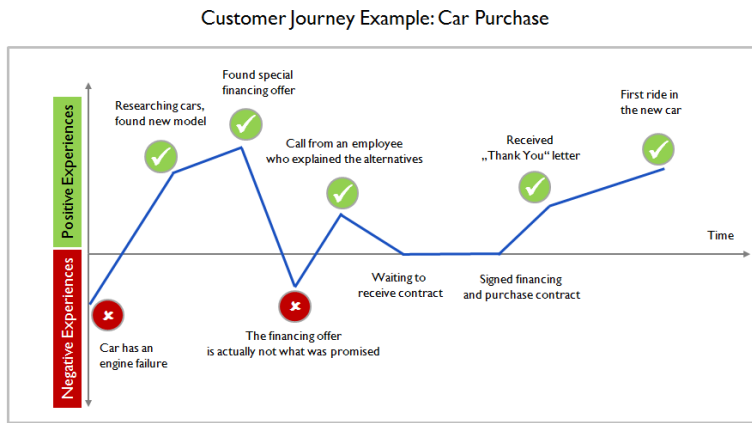 Customer Journey Example: Car Purchase
Positive Experiences
Negative Experiences
Car has an
engine failure
Researching cars,
found new model
Found special
financing offer
The financing offer
is actually not what was promised
Call from an employee
who explained the alternatives
Waiting to
receive contract
Signed financing
and purchase contract
Received
„Thank You“ letter
First ride in
the new car
Time